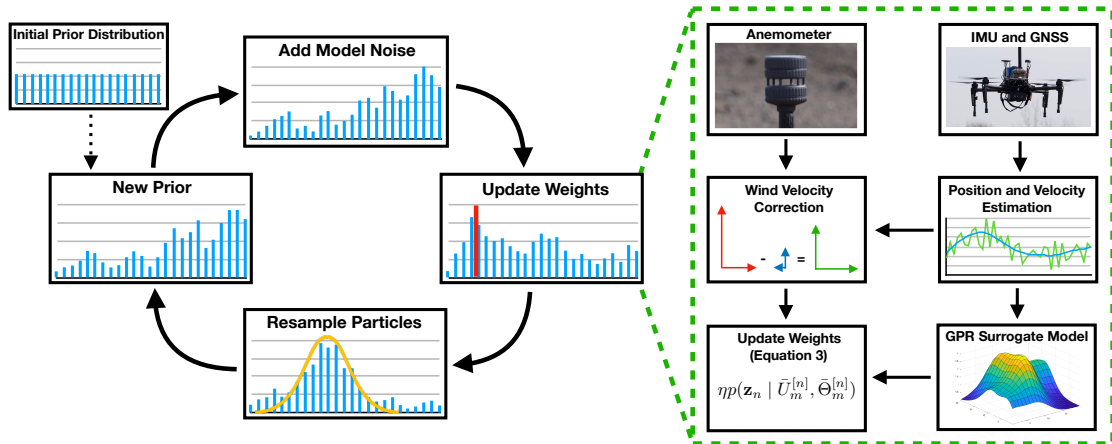 Initial Prior Distribution
Add Model Noise
New Prior
Update Weights
Resample Particles
Anemometer
IMU and GNSS
Wind Velocity
Correction
- =
Position and Velocity
Estimation
Update Weights
(Equation 3)
ηp(𝐳ₙ | Ū_m^{[n]}, Θ̄_m^{[n]})
GPR Surrogate Model